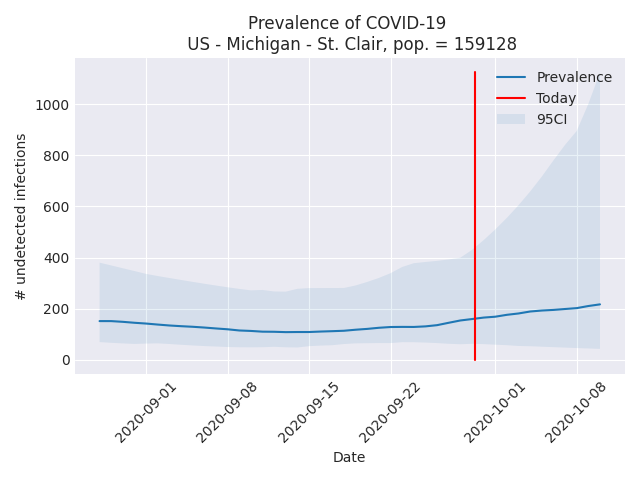 Prevalence of COVID-19
US - Michigan - St. Clair, pop. = 159128
# undetected infections
1000
800
600
400
200
0
Prevalence
Today
95CI
2020-09-01
2020-09-08
2020-09-15
2020-09-22
2020-10-01
2020-10-08
Date